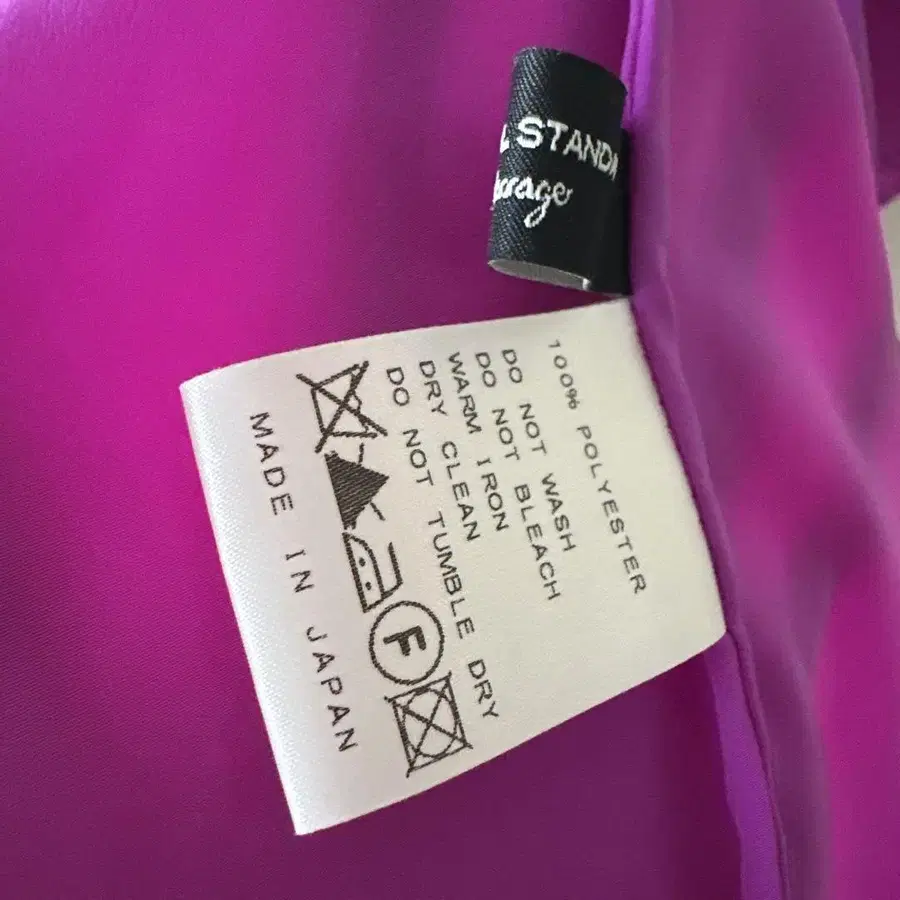 L STANDA
100% POLYESTER
DO NOT WASH
DO NOT BLEACH
WARM IRON
DRY CLEAN
DO NOT TUMBLE DRY
F
MADE IN JAPAN